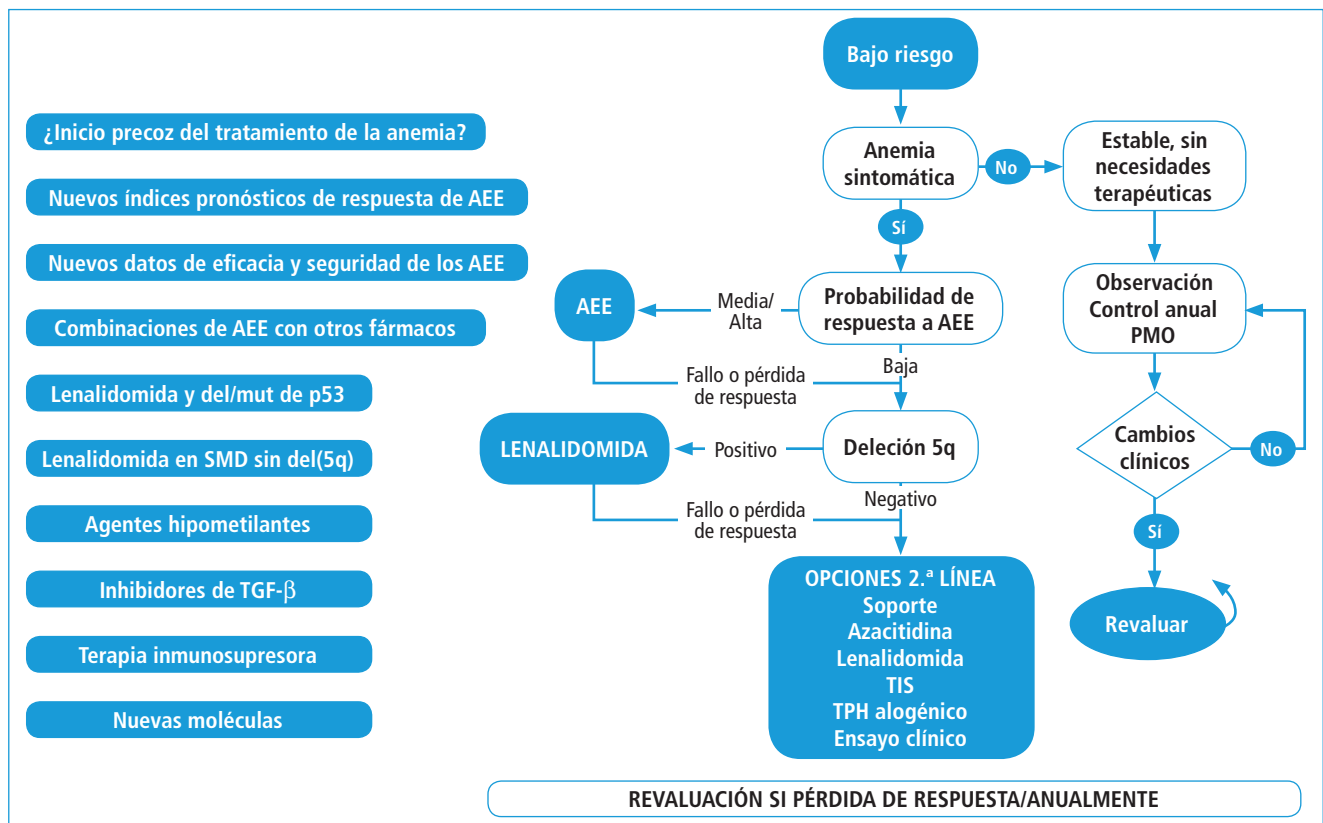 ¿Inicio precoz del tratamiento de la anemia?
Nuevos índices pronósticos de respuesta de AEE
Nuevos datos de eficacia y seguridad de los AEE
Combinaciones de AEE con otros fármacos
Lenalidomida y del/mut de p53
Lenalidomida en SMD sin del(5q)
Agentes hipometilantes
Inhibidores de TGF-β
Terapia inmunosupresora
Nuevas moléculas
Bajo riesgo
Anemia
sintomática
No
Estable, sin
necesidades
terapéuticas
Sí
Probabilidad de
respuesta a AEE
Media/
Alta
AEE
Baja
Fallo o pérdida
de respuesta
Deleción 5q
Positivo
LENALIDOMIDA
Negativo
Fallo o pérdida
de respuesta
OPCIONES 2.ª LÍNEA
Soporte
Azacitidina
Lenalidomida
TIS
TPH alogénico
Ensayo clínico
Observación
Control anual
PMO
Cambios
clínicos
No
Sí
Revaluar
REVALUACIÓN SI PÉRDIDA DE RESPUESTA/ANUALMENTE